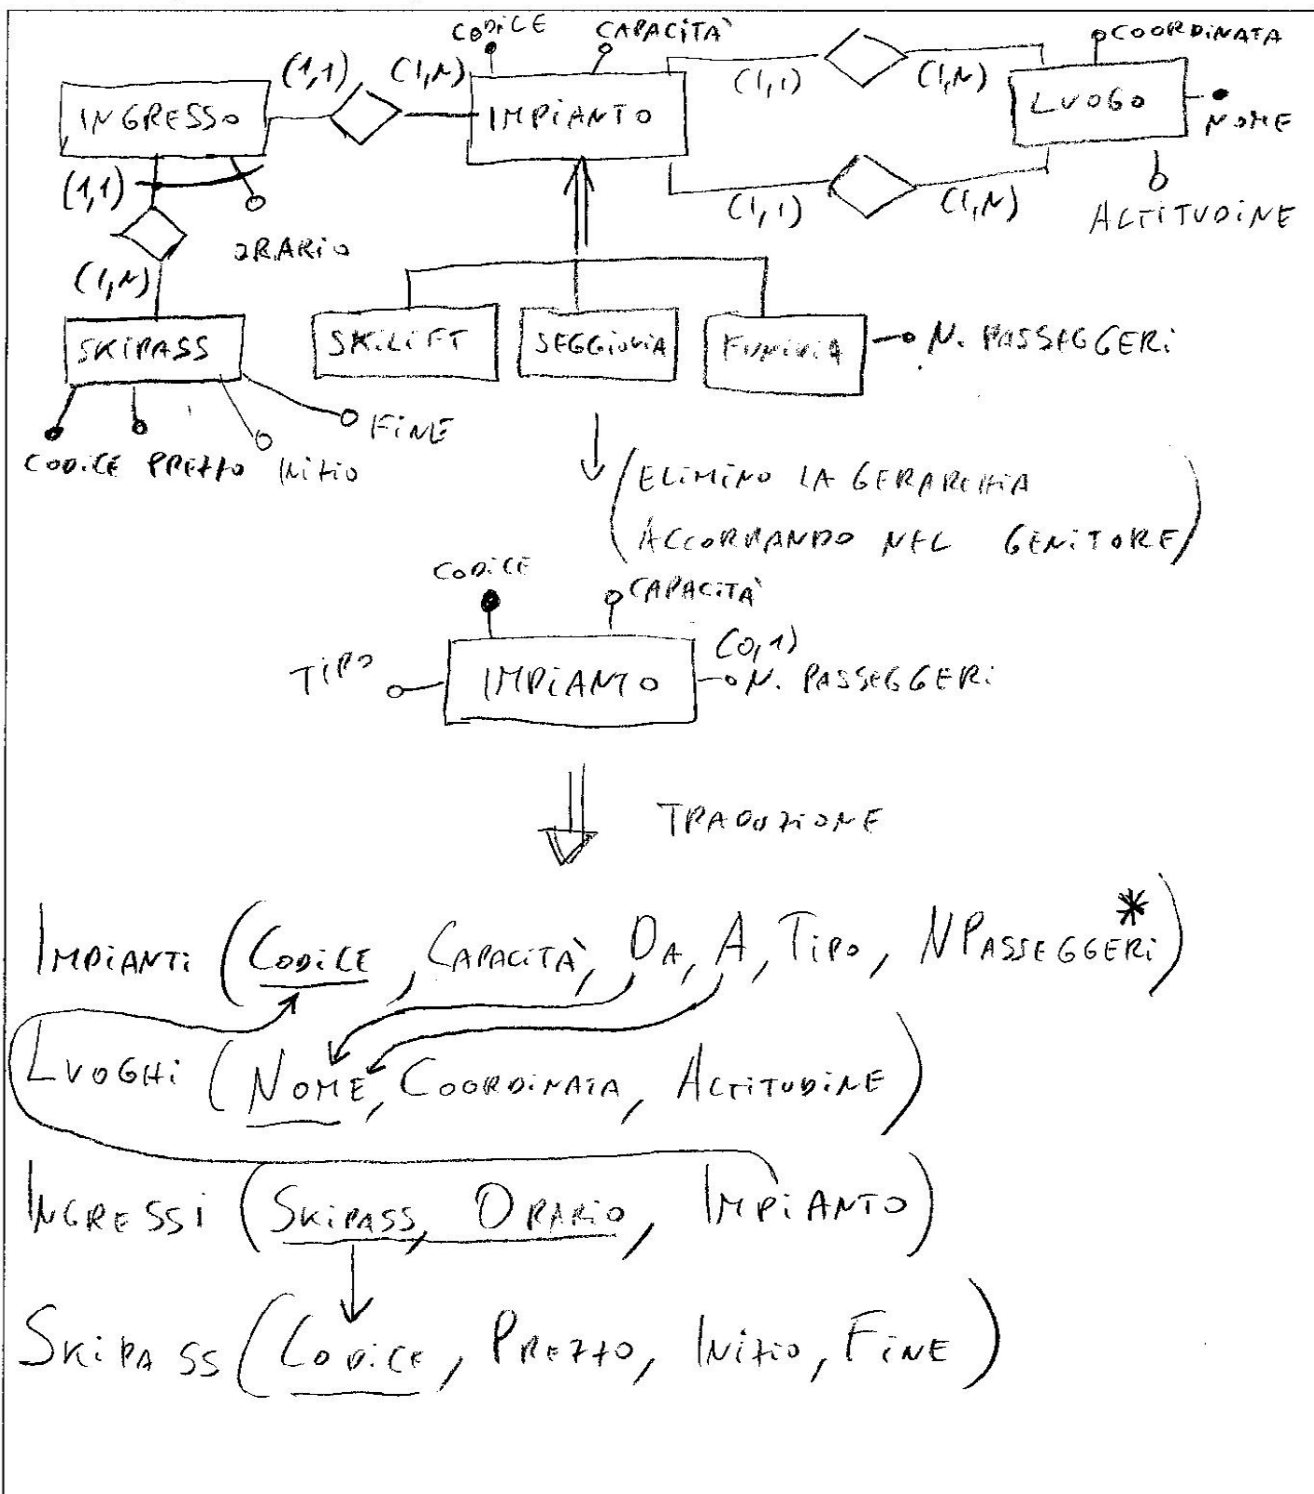 CODICE CAPACITÀ COORDINATA
(1,1) (1,N) (1,1) (1,N)
INGRESSO IMPIANTO LUOGO
NOME
(1,1) (1,1) (1,N)
ALTITUDINE
ORARIO
(1,N)
SKIPASS SKILIFT SEGGIOVIA FUNIVIA N. PASSEGGERI
FINE
CODICE PREZZO INIZIO
(ELIMINO LA GERARCHIA
ACCORPANDO NEL GENITORE)
CODICE CAPACITÀ
(0,1)
TIPO IMPIANTO N. PASSEGGERI
TRADUZIONE
IMPIANTI (CODICE, CAPACITÀ, DA, A, TIPO, NPASSEGGERI*)
LUOGHI (NOME, COORDINATA, ALTITUDINE)
INGRESSI (SKIPASS, ORARIO, IMPIANTO)
SKIPASS (CODICE, PREZZO, INIZIO, FINE)